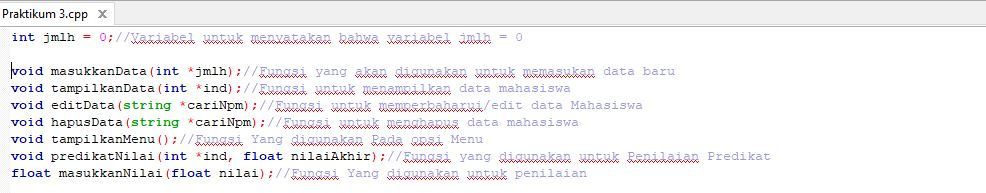 Praktikum 3.cpp X
int jmlh = 0;//Variabel untuk menyatakan bahwa variabel jmlh = 0
void masukkanData(int *jmlh);//Fungsi yang akan digunakan untuk memasukan data baru
void tampilkanData(int *ind);//Fungsi untuk menampilkan data mahasiswa
void editData(string *cariNpm);//Fungsi untuk memperbaharui/edit data Mahasiswa
void hapusData(string *cariNpm);//Fungsi untuk menghapus data mahasiswa
void tampilkanMenu();//Fungsi Yang digunakan Pada opsi Menu
void predikatNilai(int *ind, float nilaiAkhir);//Fungsi yang digunakan untuk Penilaian Predikat
float masukkanNilai(float nilai);//Fungsi Yang digunakan untuk penilaian